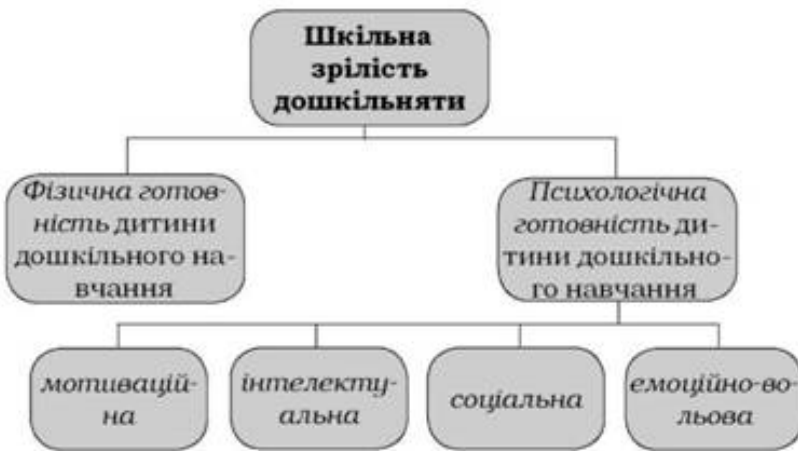 Шкільна
зрілість
дошкільняти
Фізична готов-
ність дитини
дошкільного на-
вчання
Психологічна
готовність ди-
тини дошкільно-
го навчання
мотивацій-
на
інтелекту-
альна
соціальна
емоційно-во-
льова